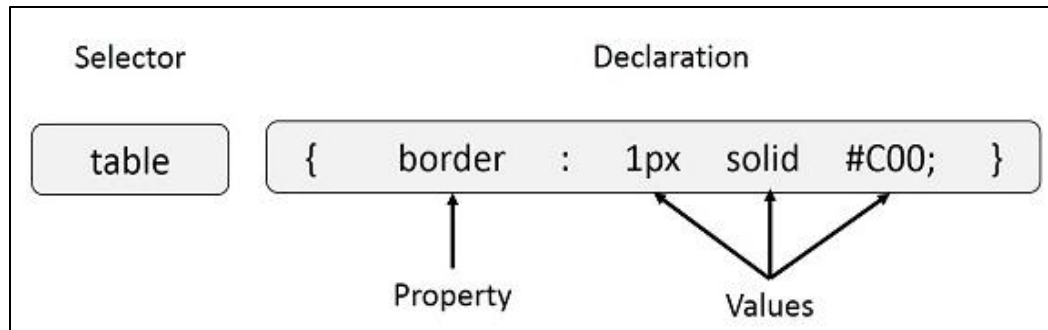 Selector Declaration
table { border : 1px solid #C00; }
Property Values